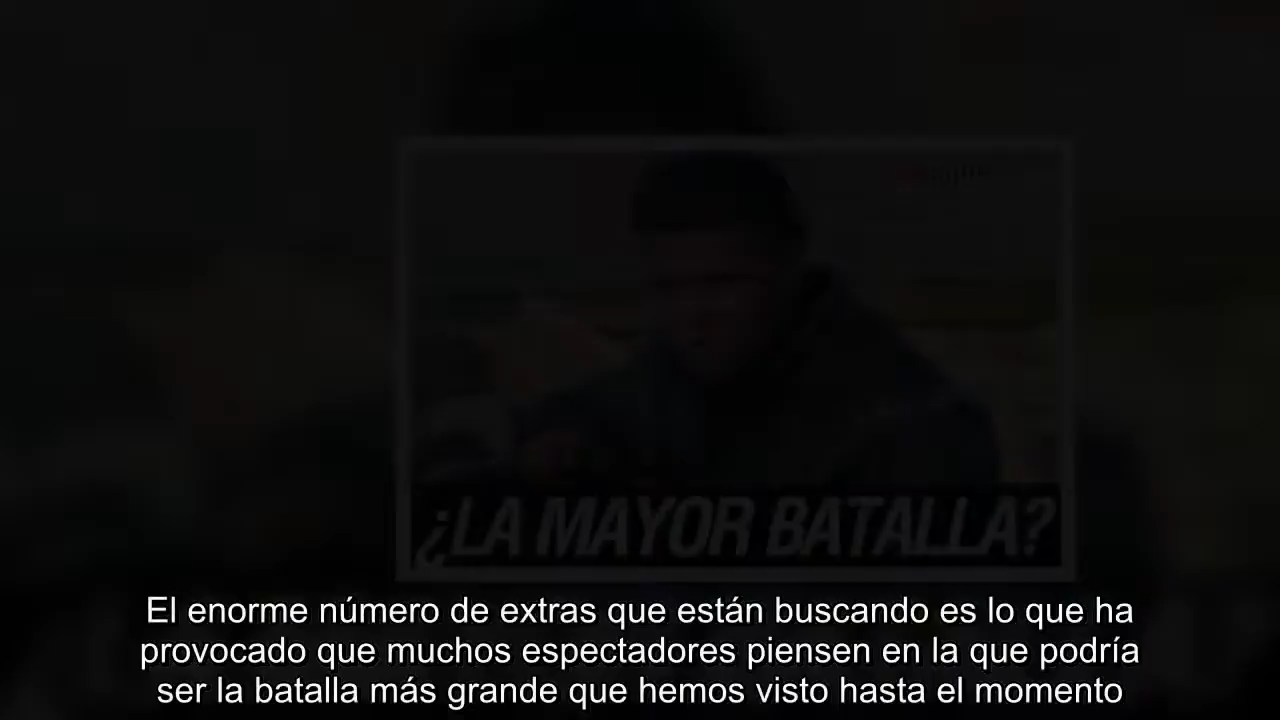 ¿LA MAYOR BATALLA?
El enorme número de extras que están buscando es lo que ha
provocado que muchos espectadores piensen en la que podría
ser la batalla más grande que hemos visto hasta el momento